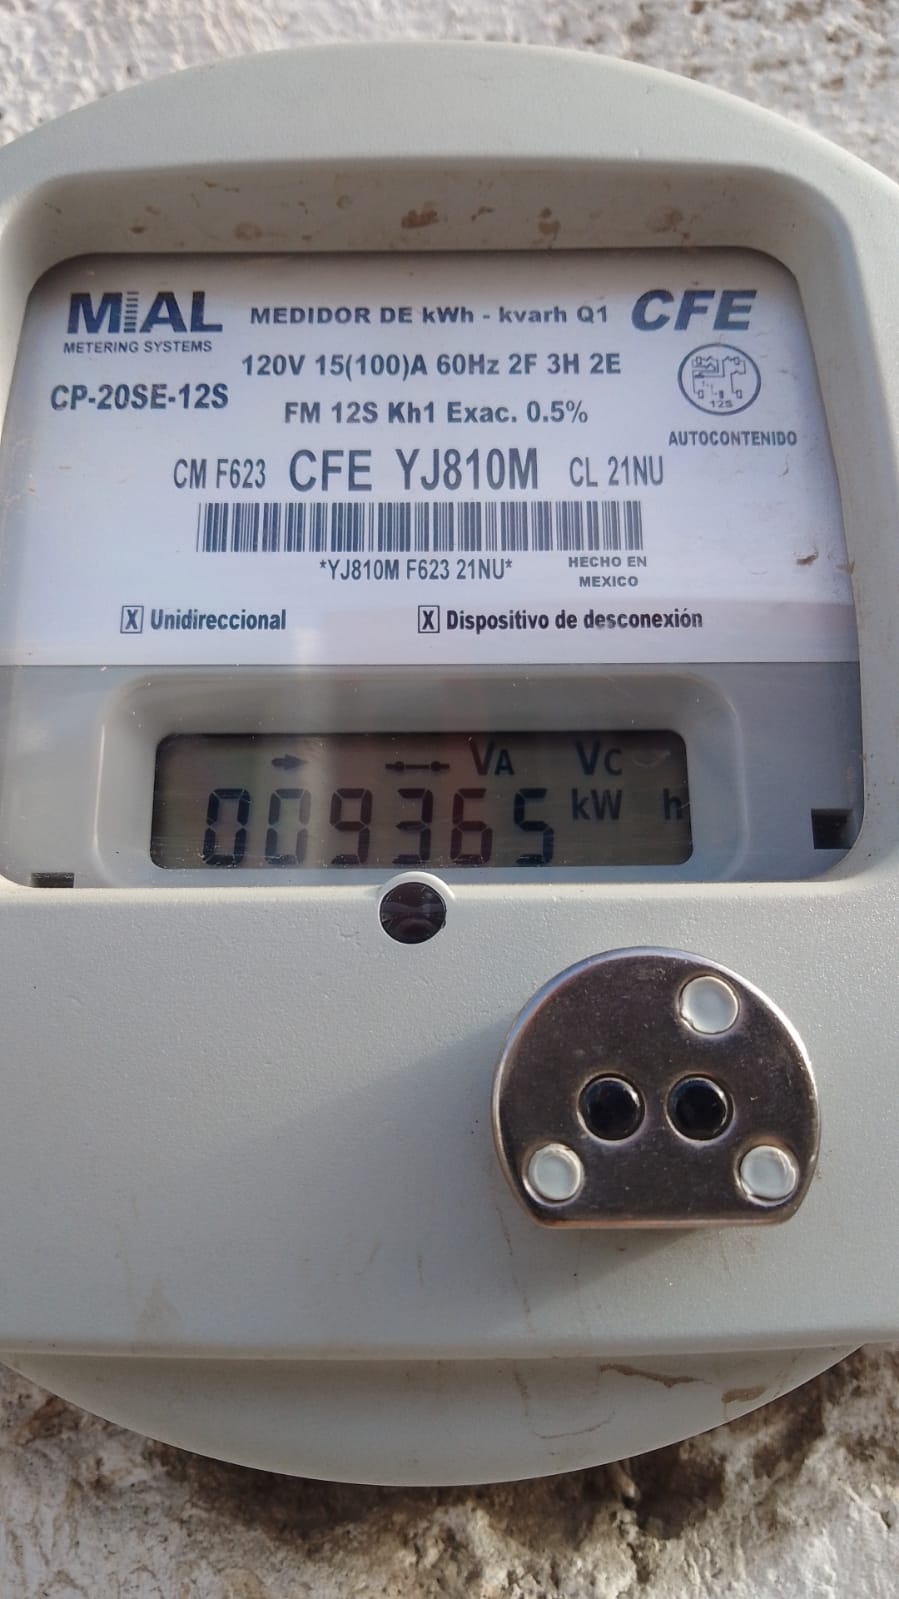 MIAL
METERING SYSTEMS
MEDIDOR DE kWh - kvarh Q1
CFE
120V 15(100)A 60Hz 2F 3H 2E
CP-20SE-12S
FM 12S Kh1 Exac. 0.5%
12S
AUTOCONTENIDO
CM F623 CFE YJ810M CL 21NU
*YJ810M F623 21NU*
HECHO EN
MEXICO
X Unidireccional
X Dispositivo de desconexión
VA VC
009365 kW h